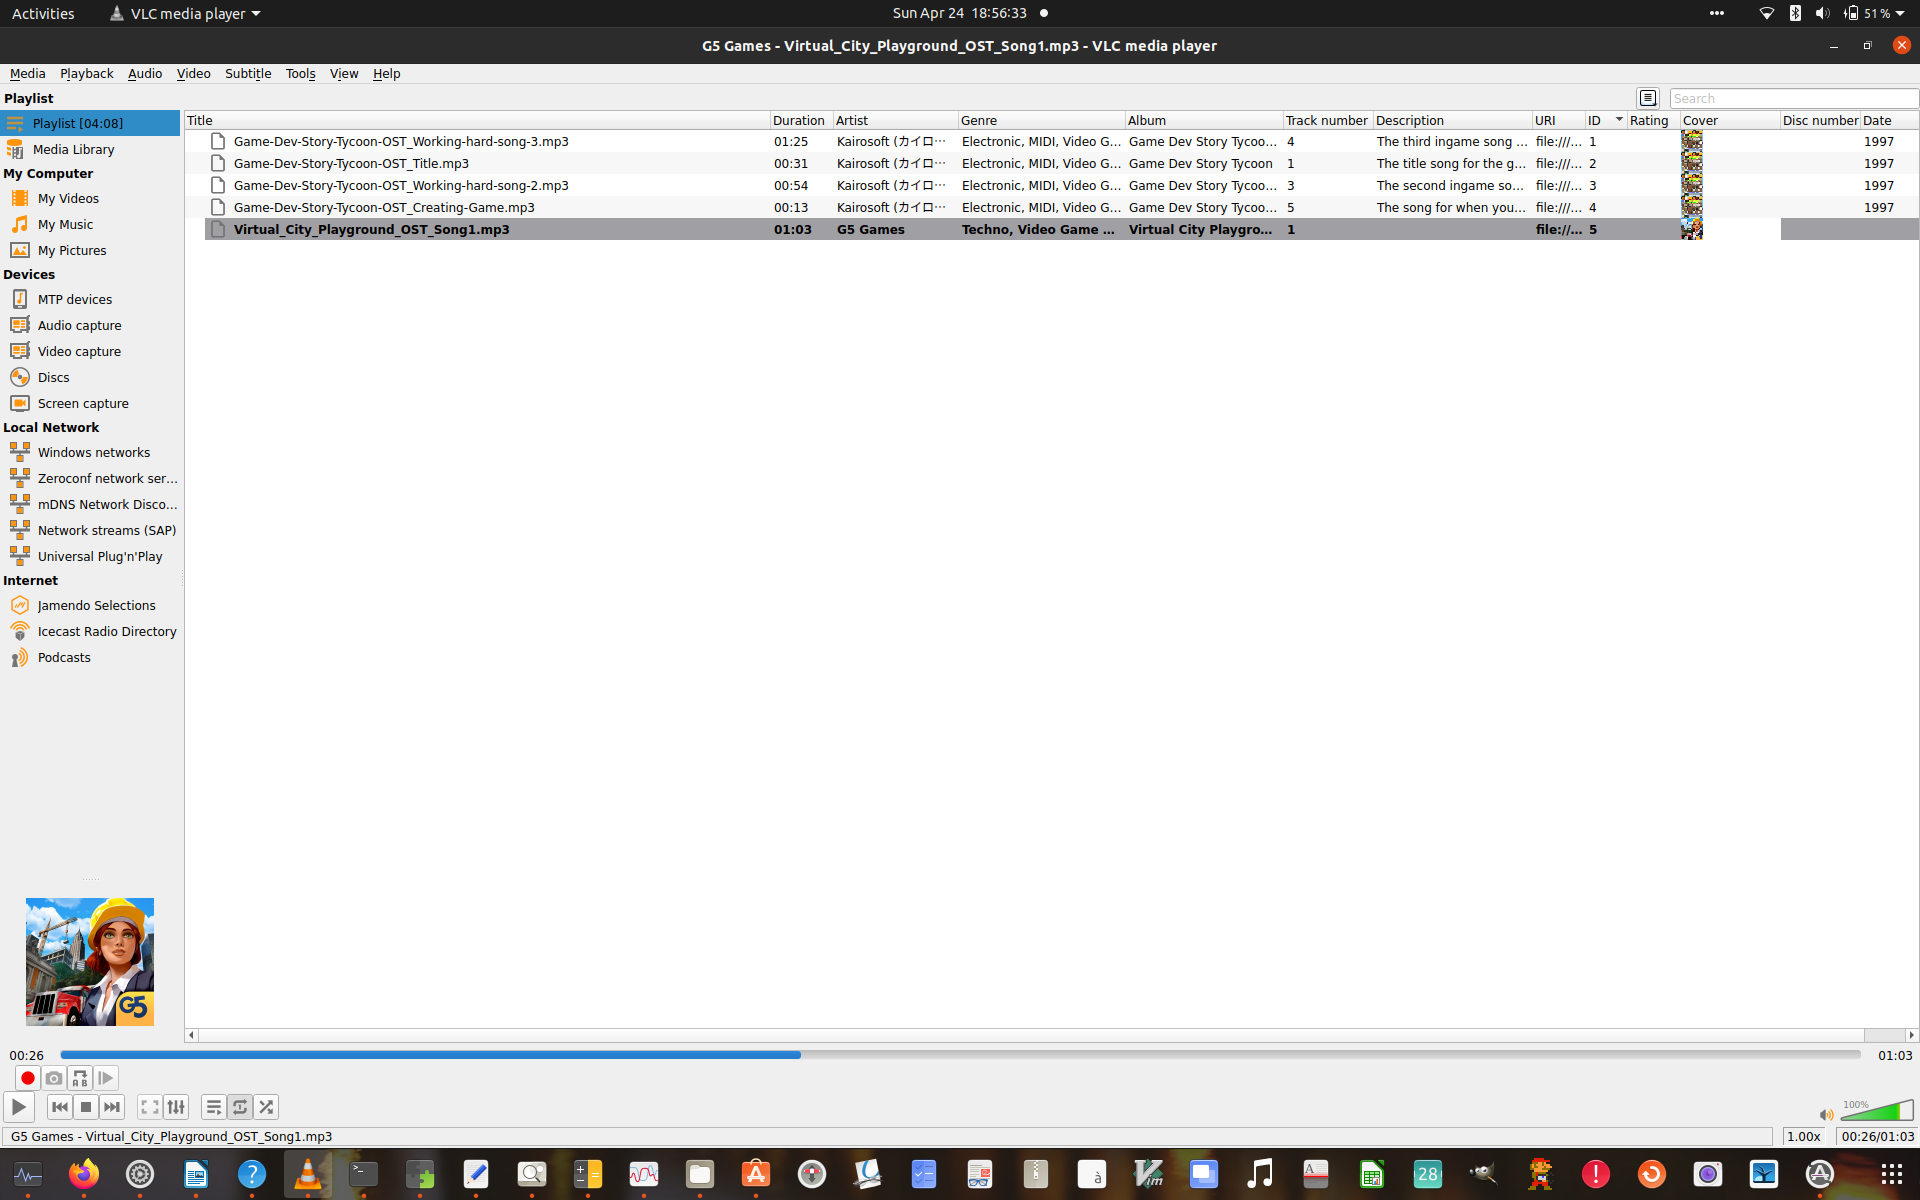 Activities VLC media player Sun Apr 24 18:56:33 51 %
G5 Games - Virtual_City_Playground_OST_Song1.mp3 - VLC media player
Media Playback Audio Video Subtitle Tools View Help
Playlist
Search
Playlist [04:08]
Media Library
My Computer
My Videos
My Music
My Pictures
Devices
MTP devices
Audio capture
Video capture
Discs
Screen capture
Local Network
Windows networks
Zeroconf network ser...
mDNS Network Disco...
Network streams (SAP)
Universal Plug'n'Play
Internet
Jamendo Selections
Icecast Radio Directory
Podcasts
Title Duration Artist Genre Album Track number Description URI ID Rating Cover Disc number Date
Game-Dev-Story-Tycoon-OST_Working-hard-song-3.mp3 01:25 Kairosoft (カイロ… Electronic, MIDI, Video G... Game Dev Story Tycoo... 4 The third ingame song ... file:///... 1 1997
Game-Dev-Story-Tycoon-OST_Title.mp3 00:31 Kairosoft (カイロ… Electronic, MIDI, Video G... Game Dev Story Tycoon 1 The title song for the g... file:///... 2 1997
Game-Dev-Story-Tycoon-OST_Working-hard-song-2.mp3 00:54 Kairosoft (カイロ… Electronic, MIDI, Video G... Game Dev Story Tycoo... 3 The second ingame so... file:///... 3 1997
Game-Dev-Story-Tycoon-OST_Creating-Game.mp3 00:13 Kairosoft (カイロ… Electronic, MIDI, Video G... Game Dev Story Tycoo... 5 The song for when you... file:///... 4 1997
Virtual_City_Playground_OST_Song1.mp3 01:03 G5 Games Techno, Video Game ... Virtual City Playgro... 1 file://... 5
G5
00:26 01:03
A B
100%
G5 Games - Virtual_City_Playground_OST_Song1.mp3 1.00x 00:26/01:03
? >_ A à Vim A 28 ! A